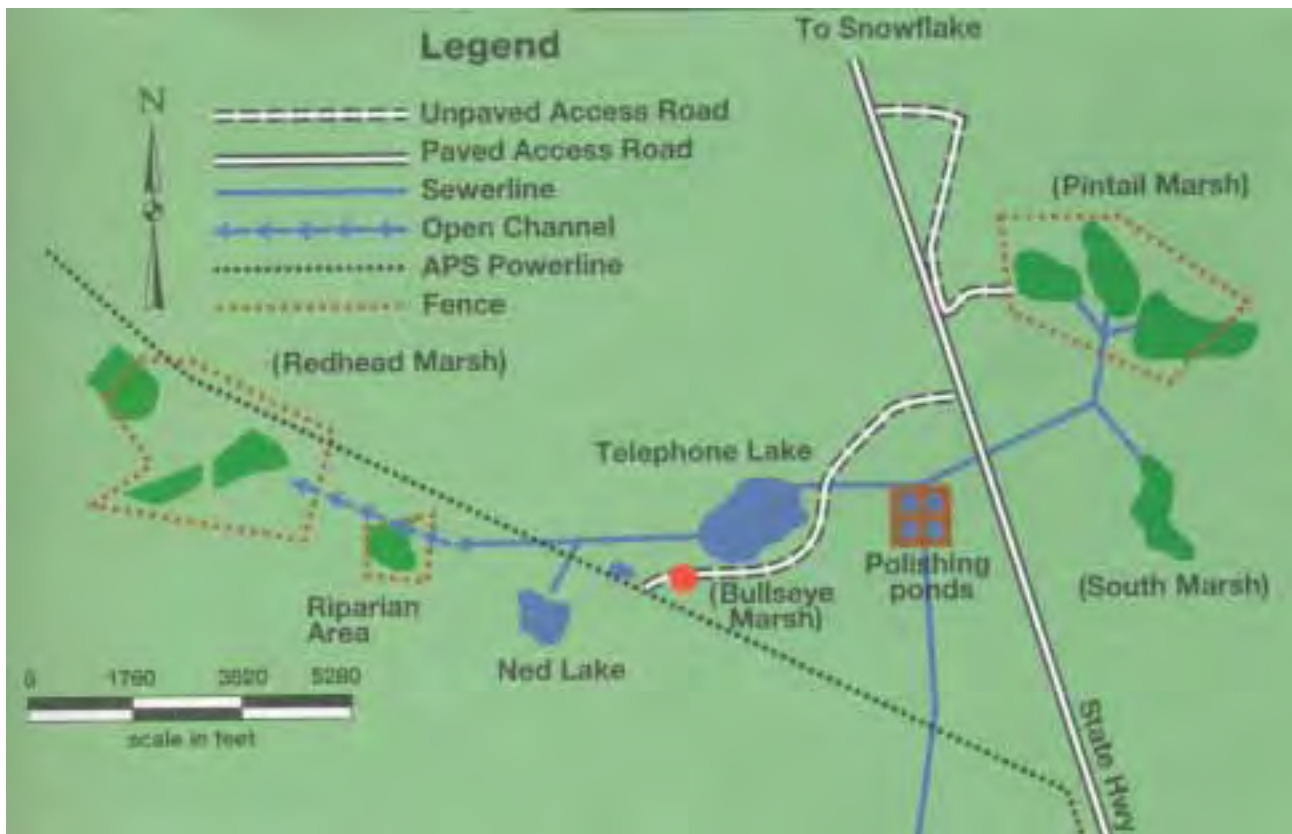 Legend
To Snowflake
N
Unpaved Access Road
Paved Access Road
Sewerline
Open Channel
APS Powerline
Fence
(Pintail Marsh)
(Redhead Marsh)
Telephone Lake
Riparian
Area
Ned Lake
(Bullseye
Marsh)
Polishing
ponds
(South Marsh)
0 1760 3520 5280
scale in feet
State Hwy